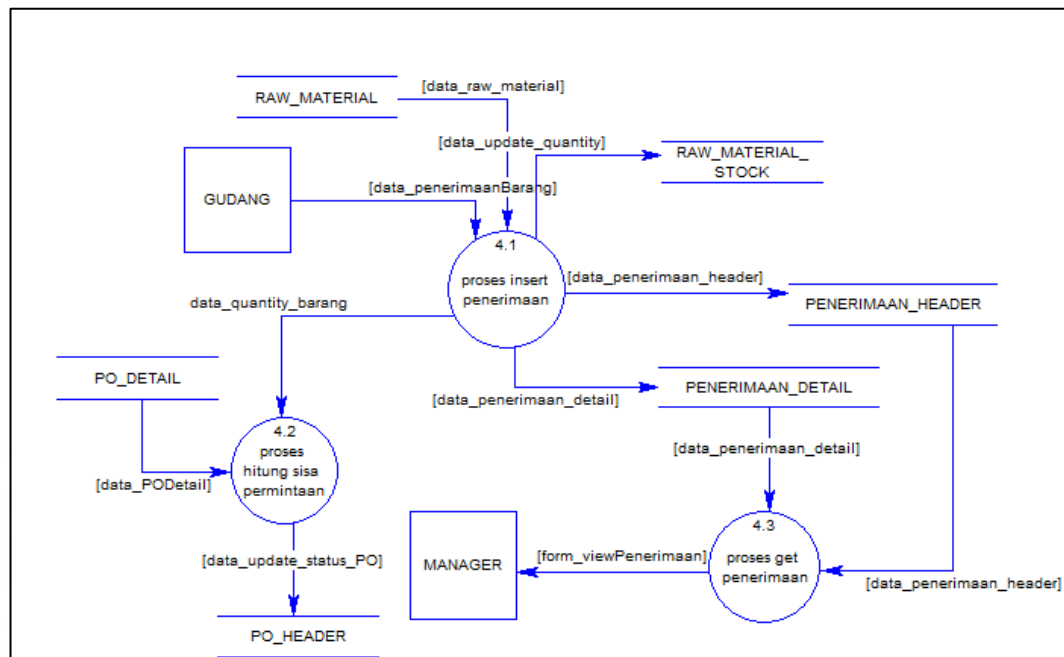 [data_raw_material]
RAW_MATERIAL
[data_update_quantity]
RAW_MATERIAL_
STOCK
GUDANG
[data_penerimaanBarang]
4.1
proses insert
penerimaan
[data_penerimaan_header]
PENERIMAAN_HEADER
data_quantity_barang
PO_DETAIL
PENERIMAAN_DETAIL
[data_penerimaan_detail]
4.2
proses
hitung sisa
permintaan
[data_PODetail]
[data_penerimaan_detail]
4.3
proses get
penerimaan
[form_viewPenerimaan]
MANAGER
[data_update_status_PO]
[data_penerimaan_header]
PO_HEADER